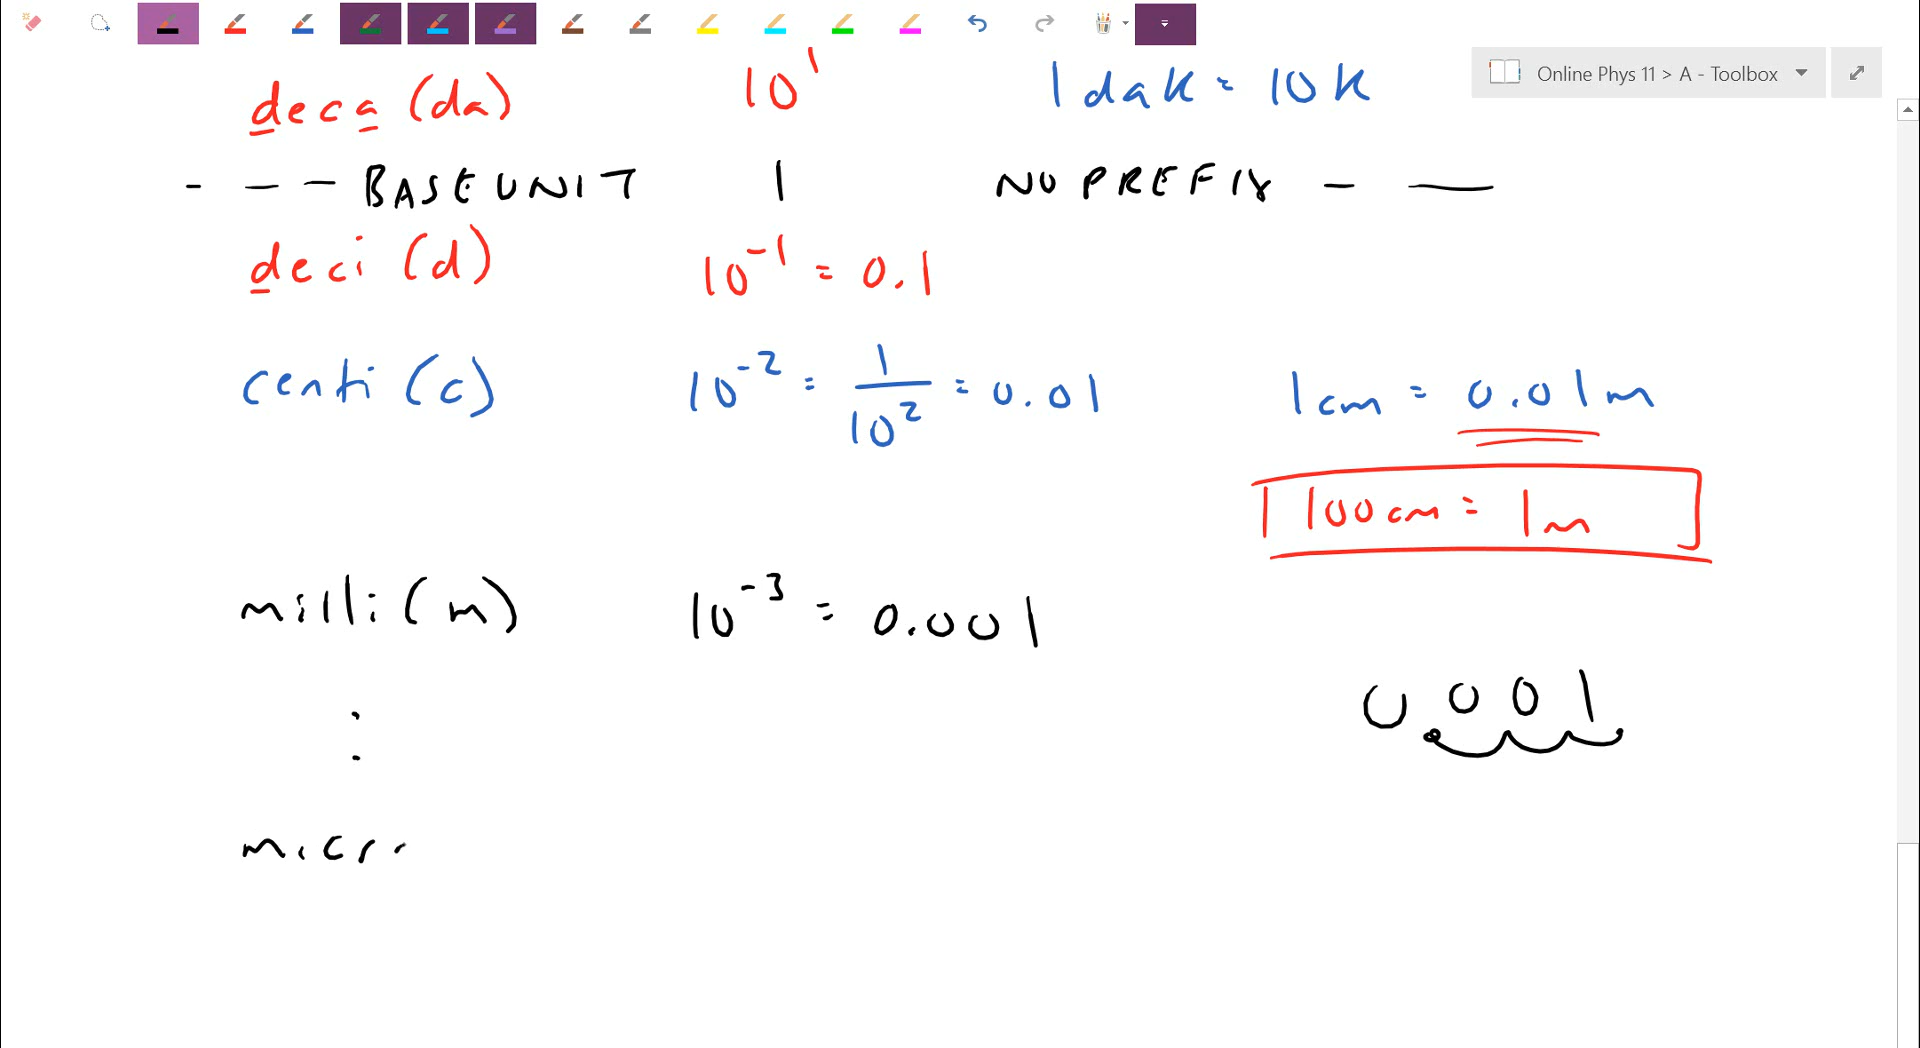 Online Phys 11 > A - Toolbox
deca (da) 10¹ 1 dak = 10k
- - - BASE UNIT 1 NO PREFIX - -
deci (d) 10⁻¹ = 0.1
centi (c) 10⁻² = 1/10² = 0.01 1cm = 0.01m
100cm = 1m
milli (m) 10⁻³ = 0.001
0.001
:
micro